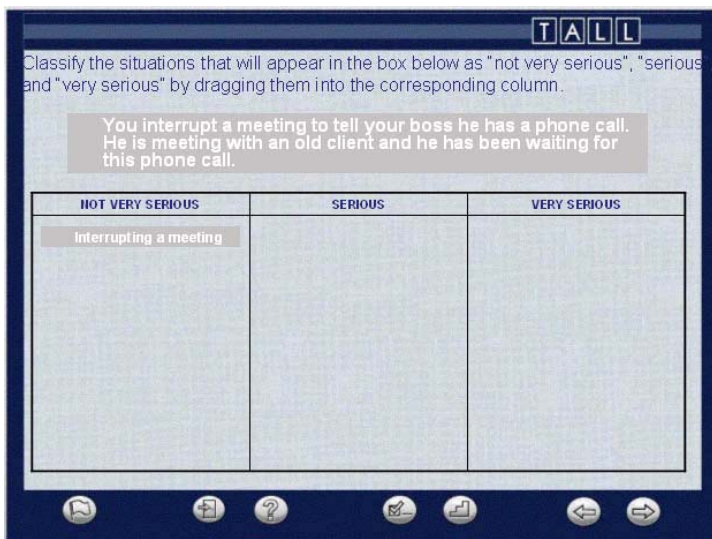 TALL
Classify the situations that will appear in the box below as "not very serious", "serious
and "very serious" by dragging them into the corresponding column.
You interrupt a meeting to tell your boss he has a phone call.
He is meeting with an old client and he has been waiting for
this phone call.
NOT VERY SERIOUS SERIOUS VERY SERIOUS
Interrupting a meeting